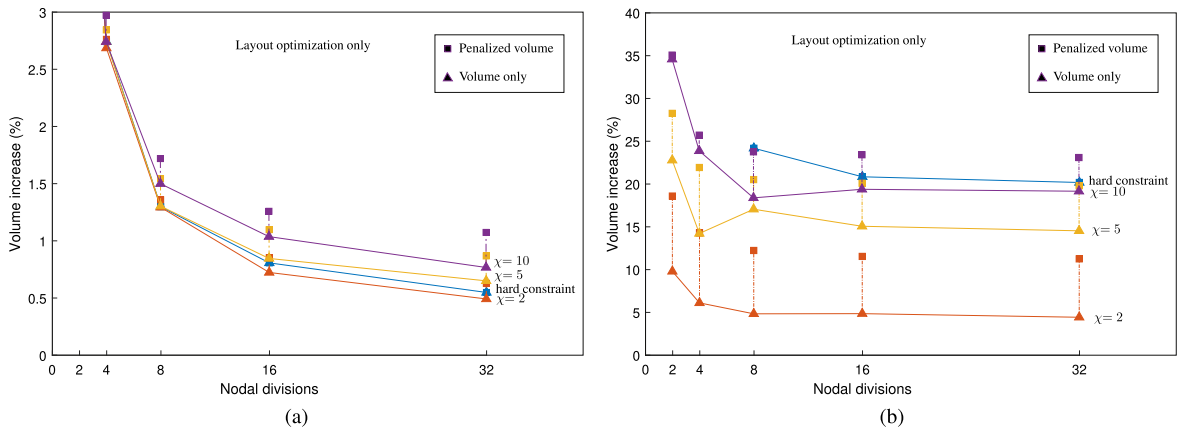 3
2.5
2
1.5
1
0.5
0
Volume increase (%)
Layout optimization only
Penalized volume
Volume only
χ= 10
χ= 5
hard constraint
χ= 2
0 2 4 8 16 32
Nodal divisions
(a)
40
35
30
25
20
15
10
5
0
Volume increase (%)
Layout optimization only
Penalized volume
Volume only
hard constraint
χ= 10
χ= 5
χ= 2
0 2 4 8 16 32
Nodal divisions
(b)